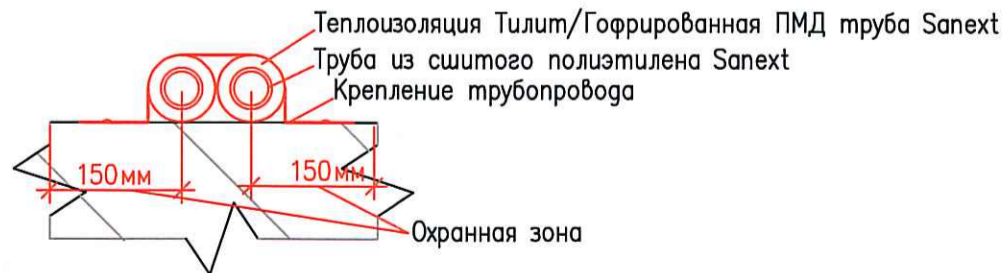 Теплоизоляция Тилит/Гофрированная ПМД труба Sanext
Труба из сшитого полиэтилена Sanext
Крепление трубопровода
150мм 150мм
Охранная зона